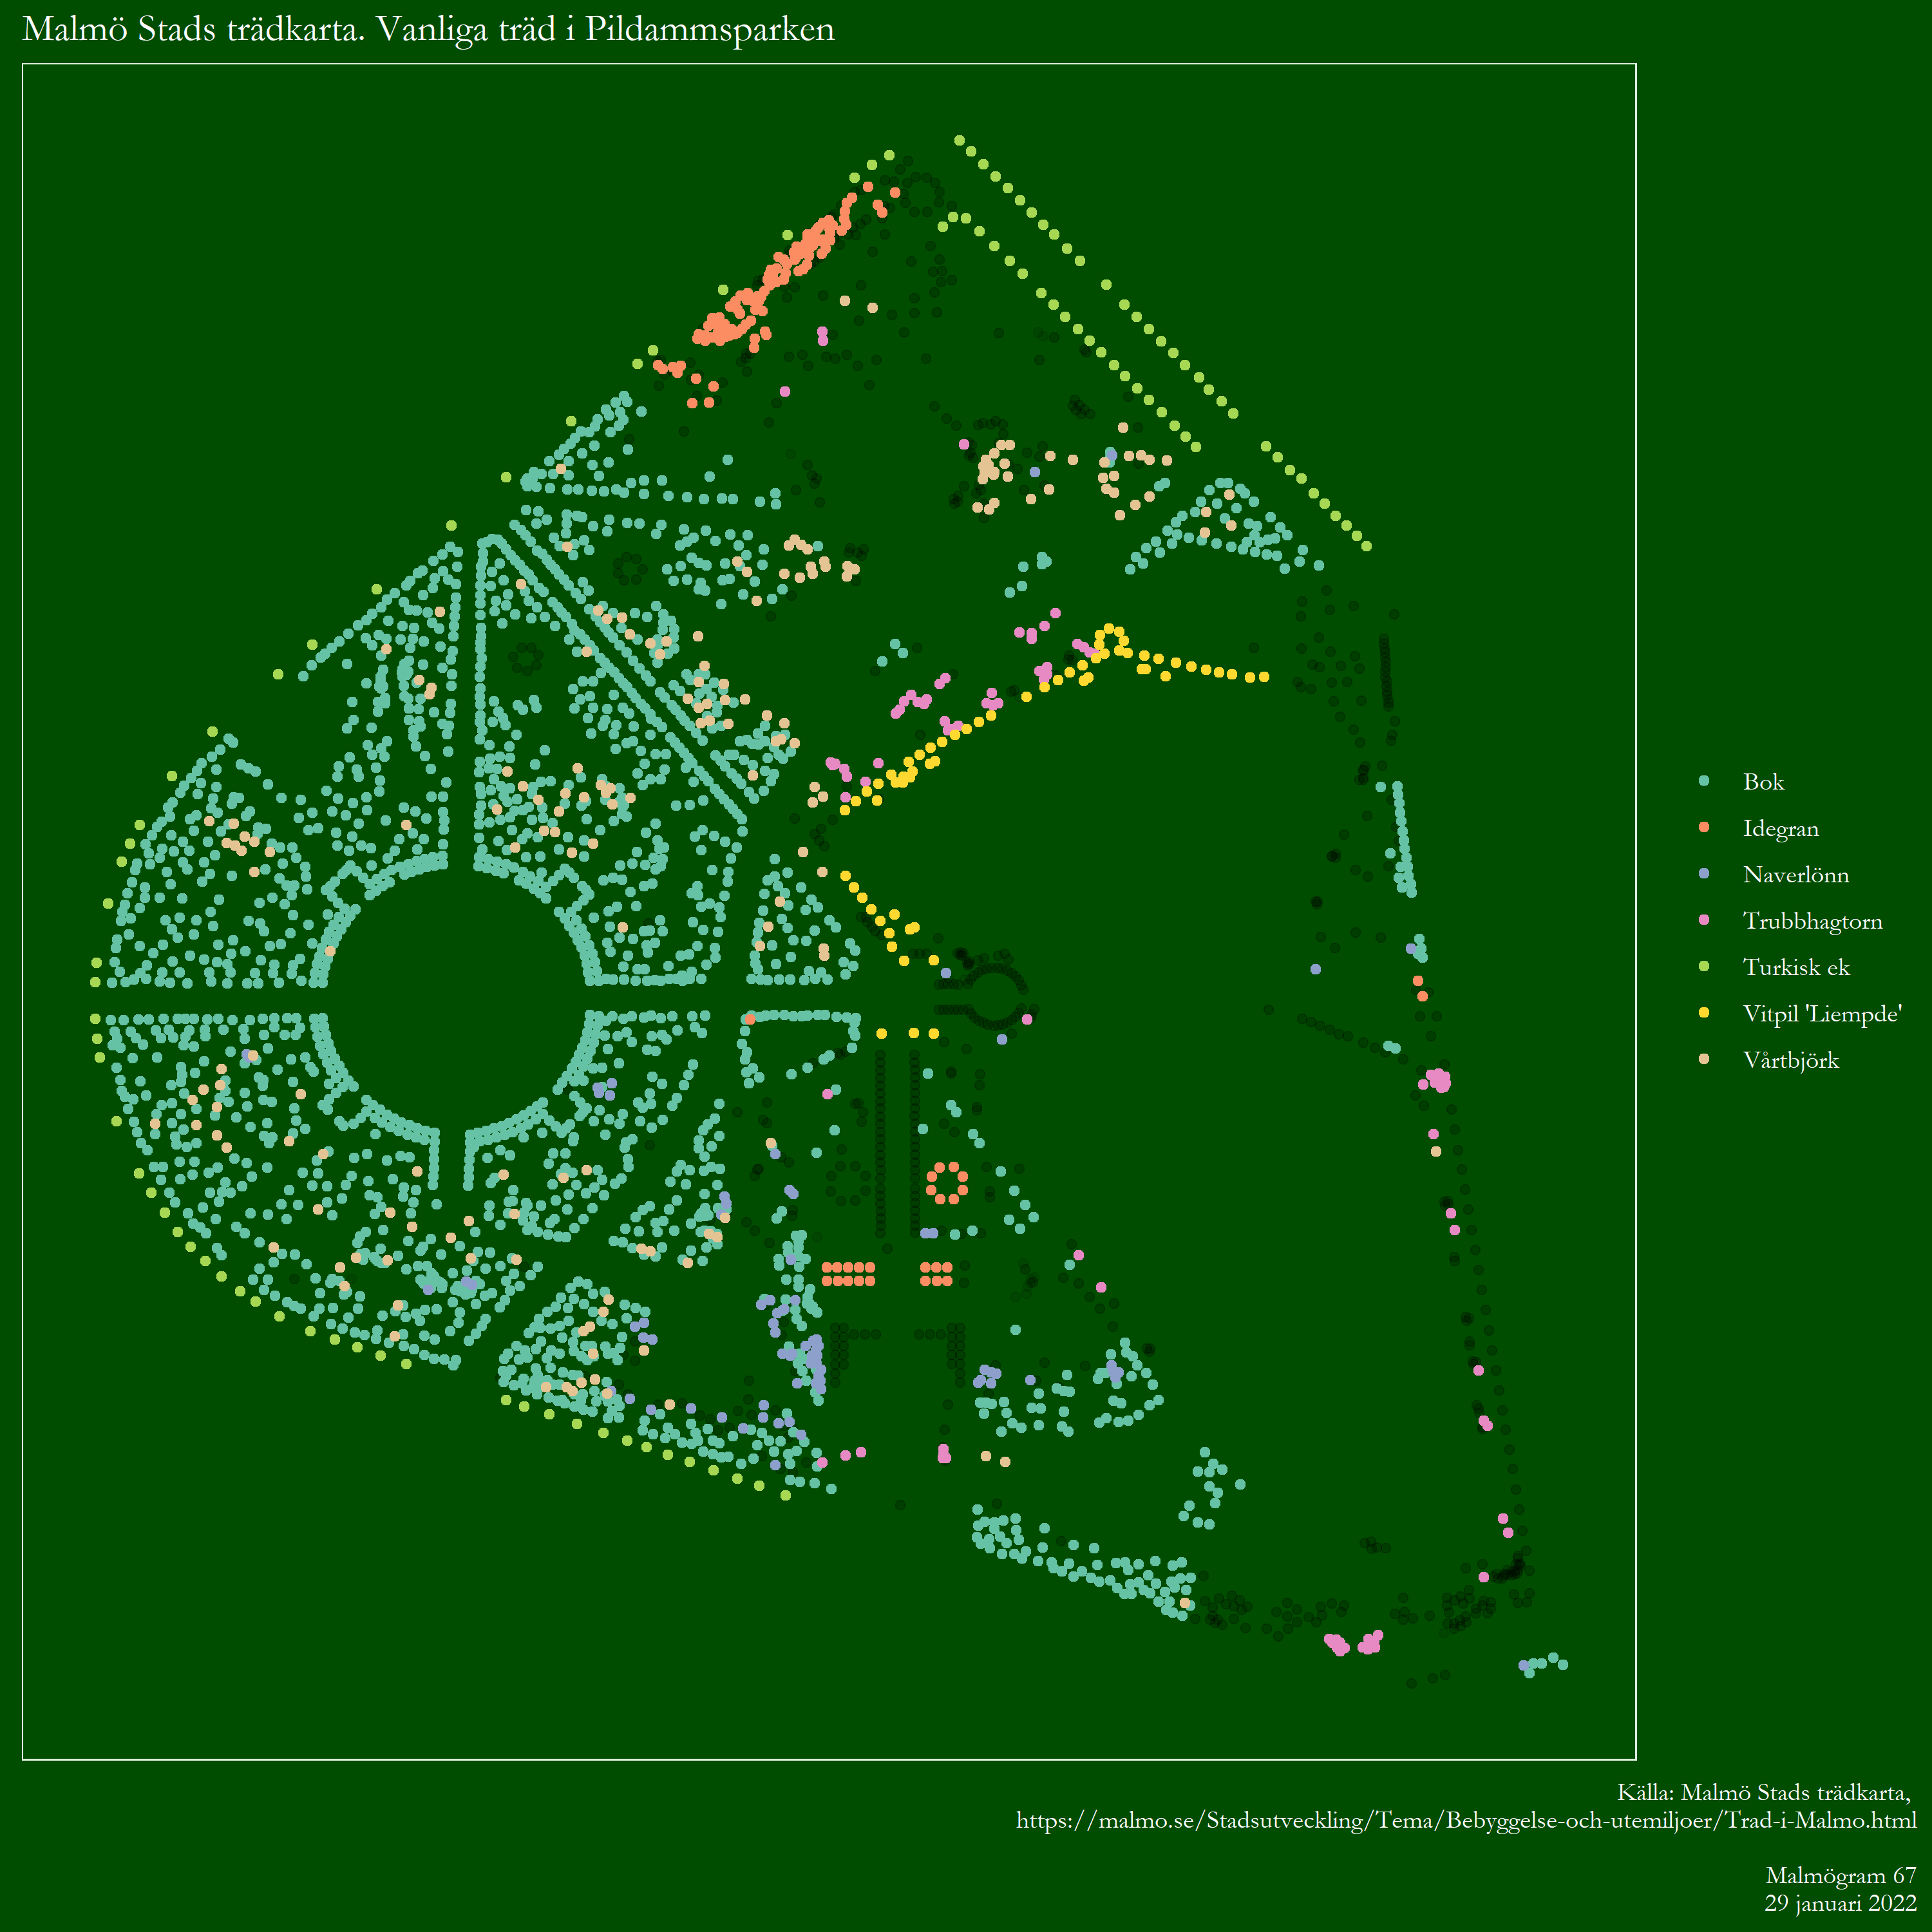 Malmö Stads trädkarta. Vanliga träd i Pildammsparken
Bok
Idegran
Naverlönn
Trubbhagtorn
Turkisk ek
Vitpil 'Liempde'
Vårtbjörk
Källa: Malmö Stads trädkarta,
https://malmo.se/Stadsutveckling/Tema/Bebyggelse-och-utemiljoer/Trad-i-Malmo.html
Malmögram 67
29 januari 2022